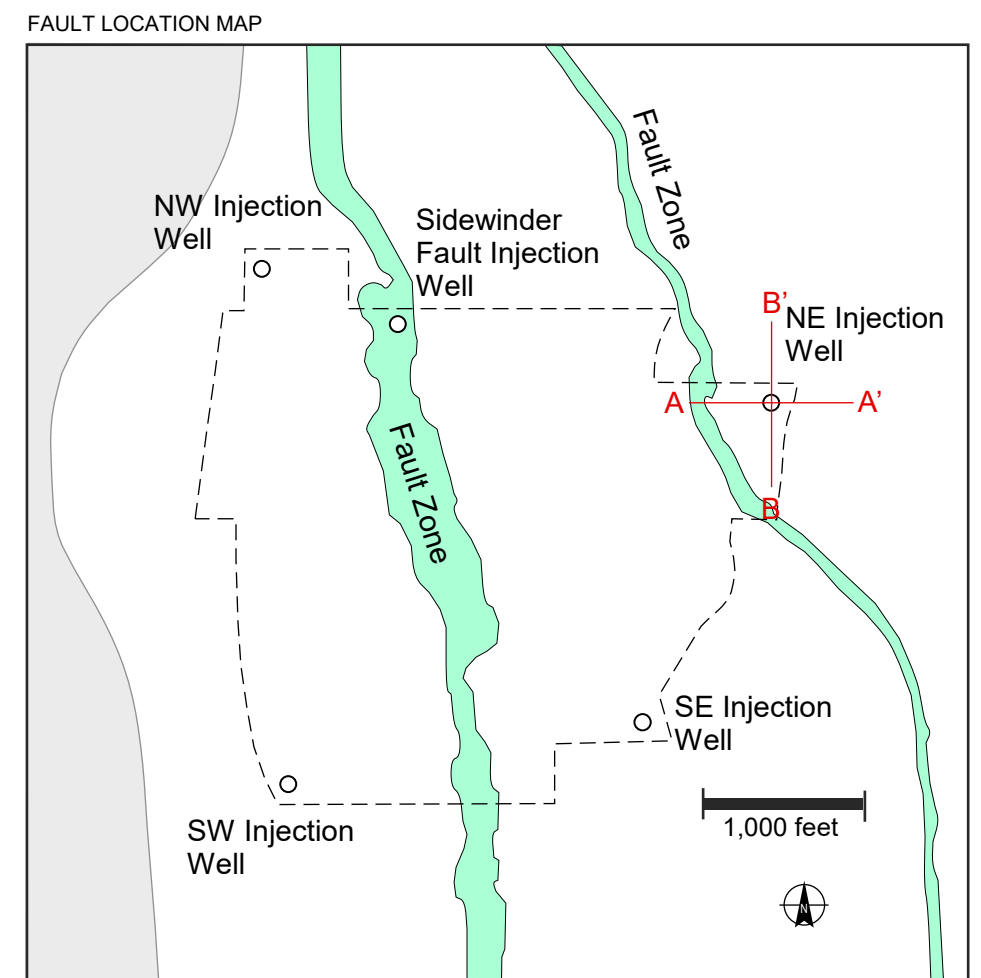 FAULT LOCATION MAP
Fault Zone
NW Injection
Well
Sidewinder
Fault Injection
Well
B’
NE Injection
Well
A
A’
Fault Zone
B
SE Injection
Well
1,000 feet
SW Injection
Well
N